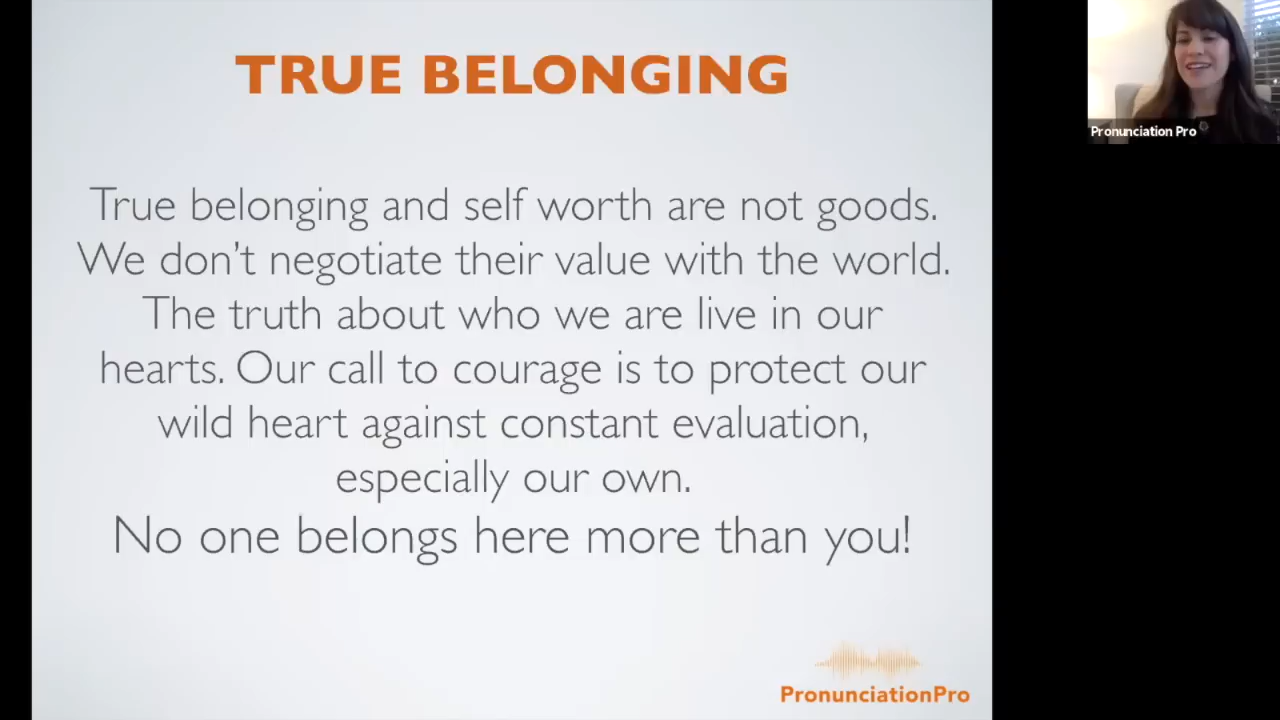 TRUE BELONGING
True belonging and self worth are not goods.
We don't negotiate their value with the world.
The truth about who we are live in our
hearts. Our call to courage is to protect our
wild heart against constant evaluation,
especially our own.
No one belongs here more than you!
PronunciationPro
Pronunciation Pro